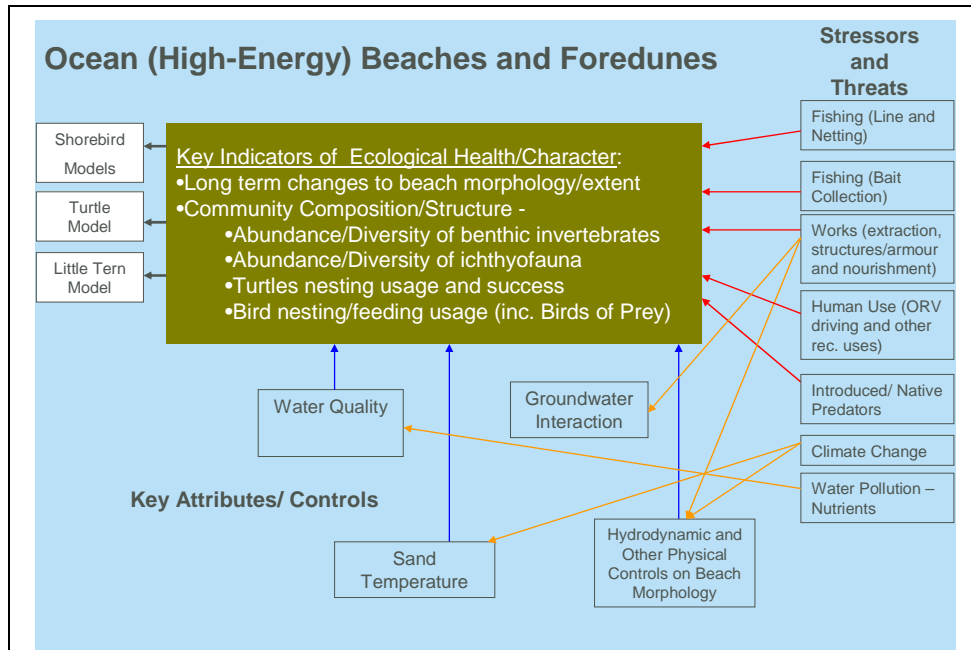 Ocean (High-Energy) Beaches and Foredunes
Stressors
and
Threats
Shorebird
Models
Turtle
Model
Little Tern
Model
Key Indicators of Ecological Health/Character:
•Long term changes to beach morphology/extent
•Community Composition/Structure -
•Abundance/Diversity of benthic invertebrates
•Abundance/Diversity of ichthyofauna
•Turtles nesting usage and success
•Bird nesting/feeding usage (inc. Birds of Prey)
Fishing (Line and
Netting)
Fishing (Bait
Collection)
Works (extraction,
structures/armour
and nourishment)
Human Use (ORV
driving and other
rec. uses)
Introduced/ Native
Predators
Climate Change
Water Pollution –
Nutrients
Water Quality
Groundwater
Interaction
Key Attributes/ Controls
Sand
Temperature
Hydrodynamic and
Other Physical
Controls on Beach
Morphology